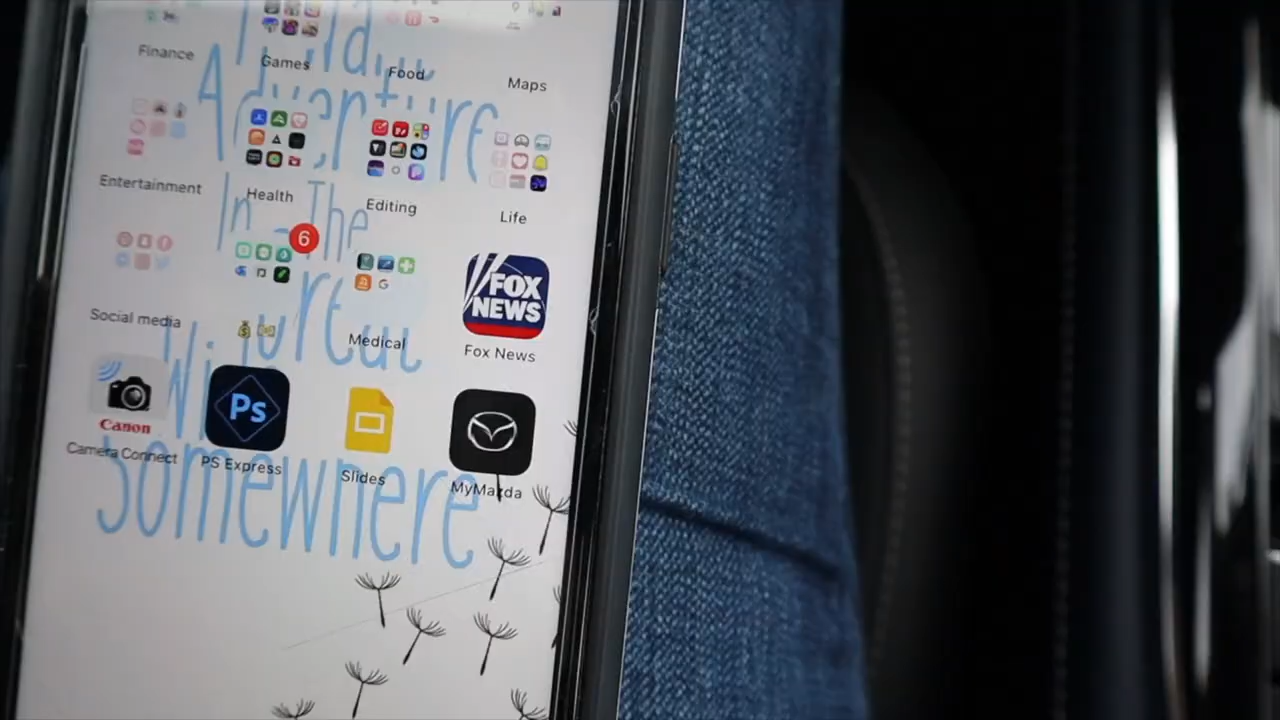 Adventure
Finance
Games
Food
Maps
In The
Entertainment
Health
Editing
Life
6
Great
FOX
NEWS
Social media
Medical
Fox News
Canon
Ps
Camera Connect
PS Express
Slides
MyMazda
Somewhere